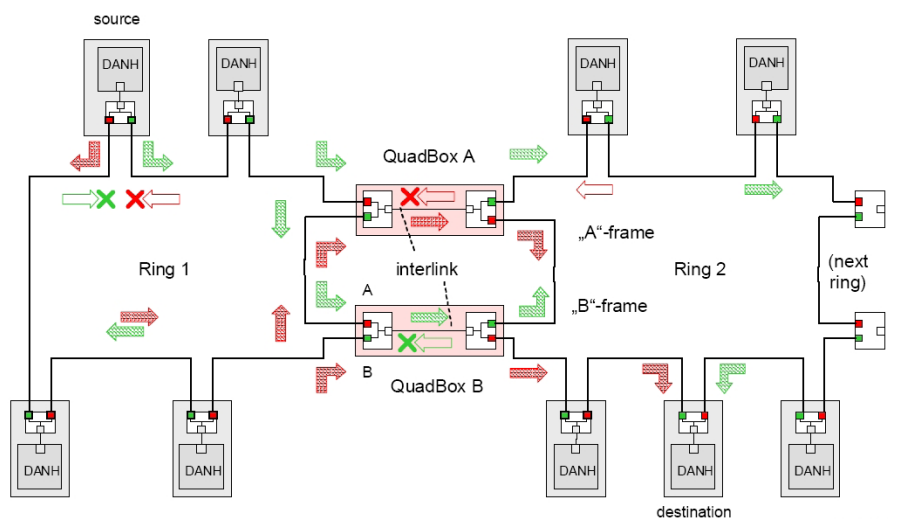 source
DANH
DANH
DANH
DANH
QuadBox A
„A“-frame
Ring 1
interlink
Ring 2
(next
ring)
A
„B“-frame
B
QuadBox B
DANH
DANH
DANH
DANH
DANH
destination